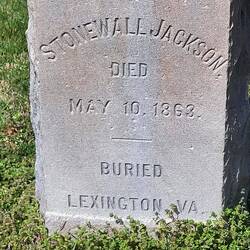 STONEWALL JACKSON.
DIED
MAY 10. 1863.
BURIED
LEXINGTON VA.